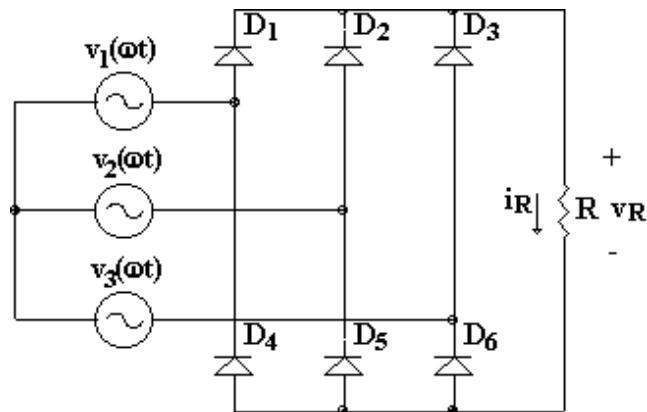 D1 D2 D3
v1(ωt)
v2(ωt)
+
iR R vR
-
v3(ωt)
D4 D5 D6